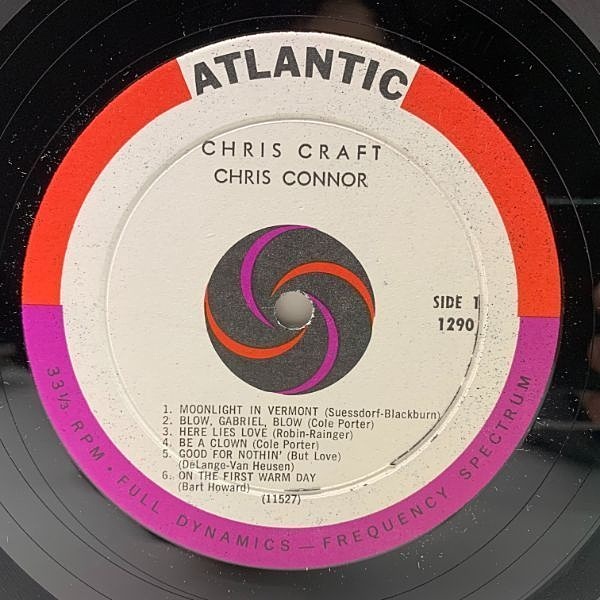 ATLANTIC
CHRIS CRAFT
CHRIS CONNOR
SIDE 1
1290
1. MOONLIGHT IN VERMONT (Suessdorf-Blackburn)
2. BLOW, GABRIEL, BLOW (Cole Porter)
3. HERE LIES LOVE (Robin-Rainger)
4. BE A CLOWN (Cole Porter)
5. GOOD FOR NOTHIN' (But Love)
(DeLange-Van Heusen)
6. ON THE FIRST WARM DAY
(Bart Howard)
(11527)
33 1/3 RPM • FULL DYNAMICS — FREQUENCY SPECTRUM